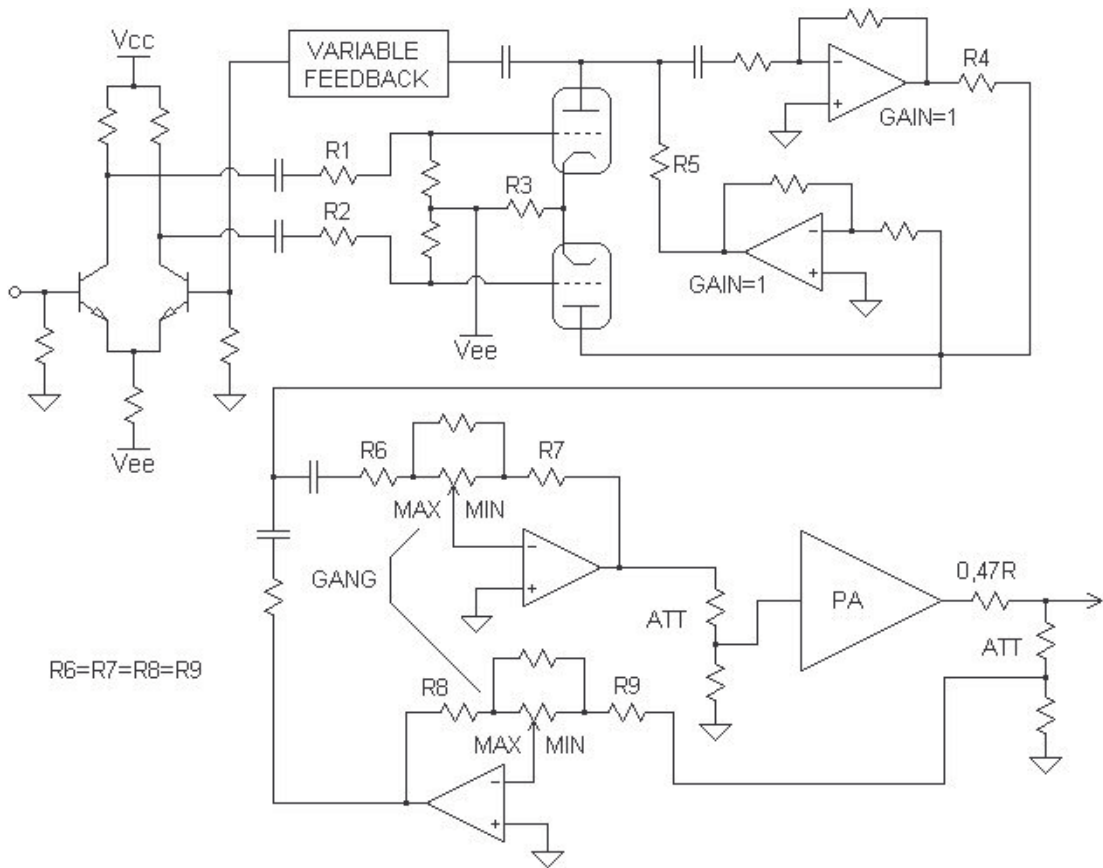 Vcc
VARIABLE
FEEDBACK
R4
GAIN=1
R1
R5
R3
R2
GAIN=1
Vee
Vee
R6
R7
MAX
MIN
GANG
PA
0,47R
ATT
ATT
R6=R7=R8=R9
R8
R9
MAX
MIN